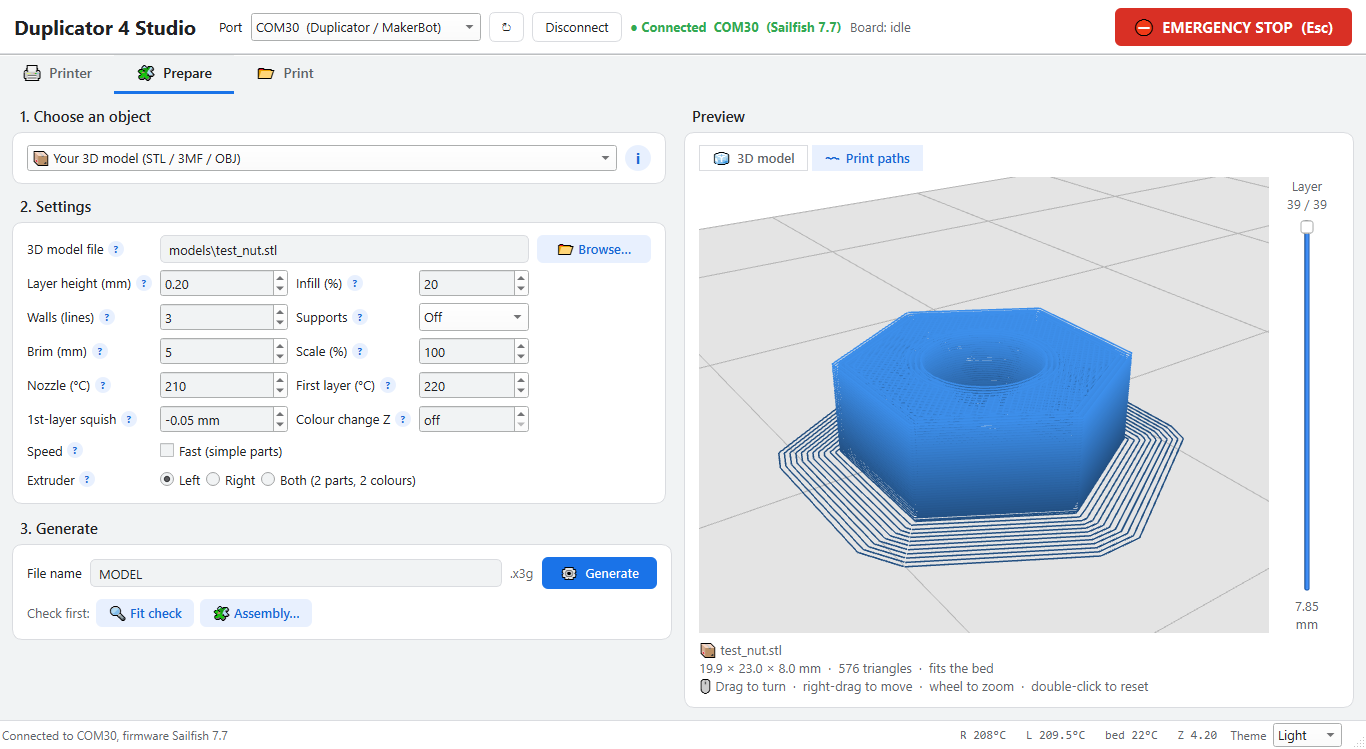 Duplicator 4 Studio Port COM30 (Duplicator / MakerBot) Disconnect • Connected COM30 (Sailfish 7.7) Board: idle EMERGENCY STOP (Esc)
Printer Prepare Print
1. Choose an object
Your 3D model (STL / 3MF / OBJ) i
2. Settings
3D model file ? models\test_nut.stl Browse...
Layer height (mm) ? 0.20 Infill (%) ? 20
Walls (lines) ? 3 Supports ? Off
Brim (mm) ? 5 Scale (%) ? 100
Nozzle (°C) ? 210 First layer (°C) ? 220
1st-layer squish ? -0.05 mm Colour change Z ? off
Speed ? Fast (simple parts)
Extruder ? Left Right Both (2 parts, 2 colours)
3. Generate
File name MODEL .x3g Generate
Check first: Fit check Assembly...
Preview
3D model Print paths
Layer
39 / 39
7.85
mm
test_nut.stl
19.9 × 23.0 × 8.0 mm · 576 triangles · fits the bed
Drag to turn · right-drag to move · wheel to zoom · double-click to reset
Connected to COM30, firmware Sailfish 7.7 R 208°C L 209.5°C bed 22°C Z 4.20 Theme Light